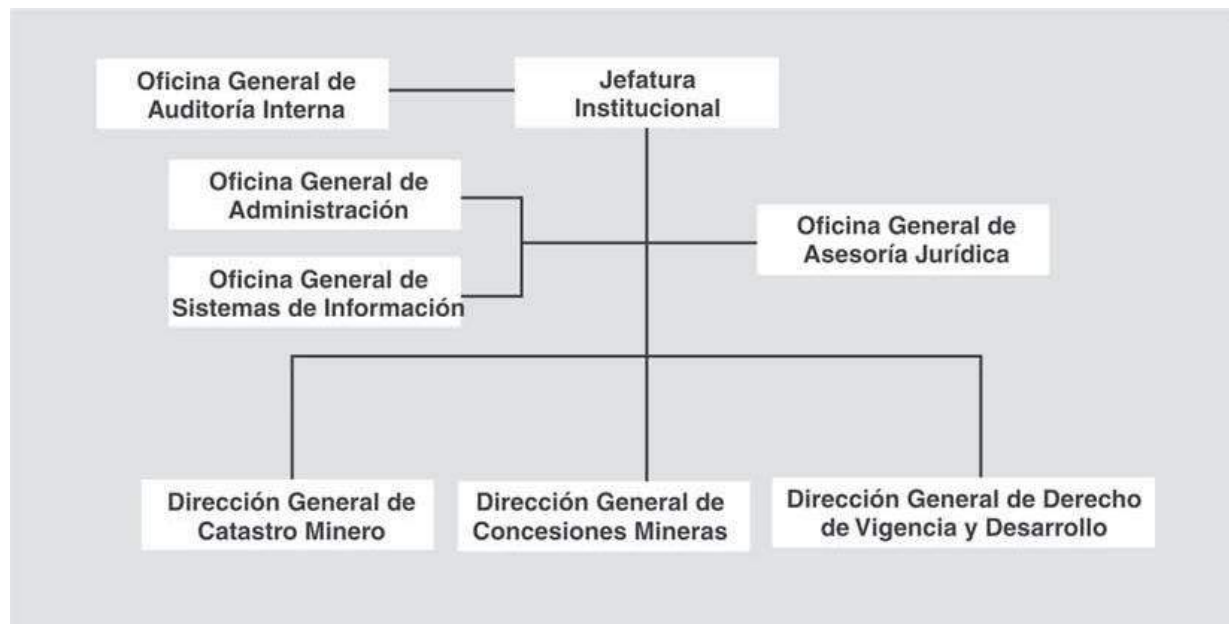 Oficina General de
Auditoría Interna
Jefatura
Institucional
Oficina General de
Administración
Oficina General de
Asesoría Jurídica
Oficina General de
Sistemas de Información
Dirección General de
Catastro Minero
Dirección General de
Concesiones Mineras
Dirección General de Derecho
de Vigencia y Desarrollo